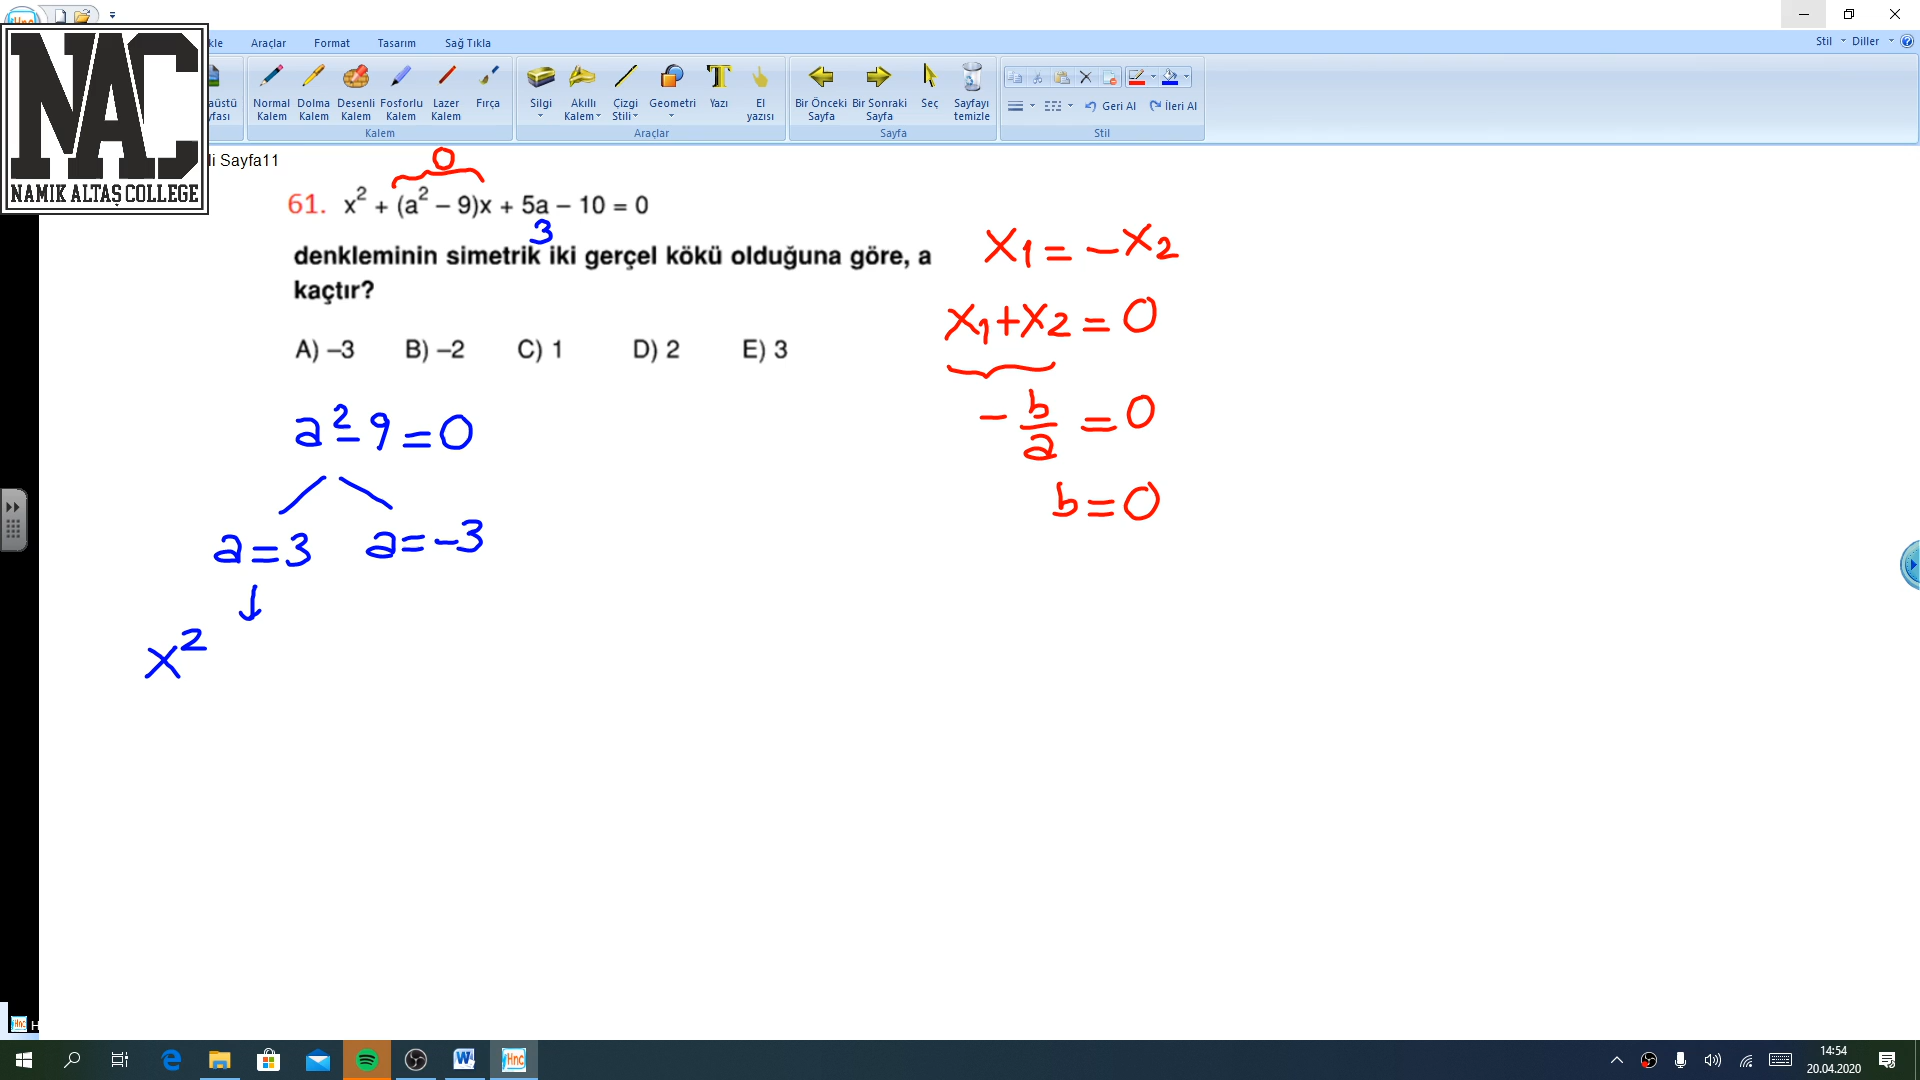 Araçlar Format Tasarım Sağ Tıkla Stil Diller
Normal Kalem Dolma Kalem Desenli Kalem Fosforlu Kalem Lazer Kalem Fırça
Kalem
Silgi Akıllı Kalem Çizgi Stili Geometri Yazı El yazısı
Araçlar
Bir Önceki Sayfa Bir Sonraki Sayfa Seç Sayfayı temizle
Sayfa
Geri Al İleri Al
Stil
NAC
NAMIK ALTAŞ COLLEGE
Sayfa11
0
61. x² + (a² – 9)x + 5a – 10 = 0
3
denkleminin simetrik iki gerçel kökü olduğuna göre, a
kaçtır?
A) –3 B) –2 C) 1 D) 2 E) 3
x₁ = –x₂
x₁+x₂ = 0
– b/a = 0
b = 0
a² – 9 = 0
a = 3 a = –3
↓
x²
14:54
20.04.2020